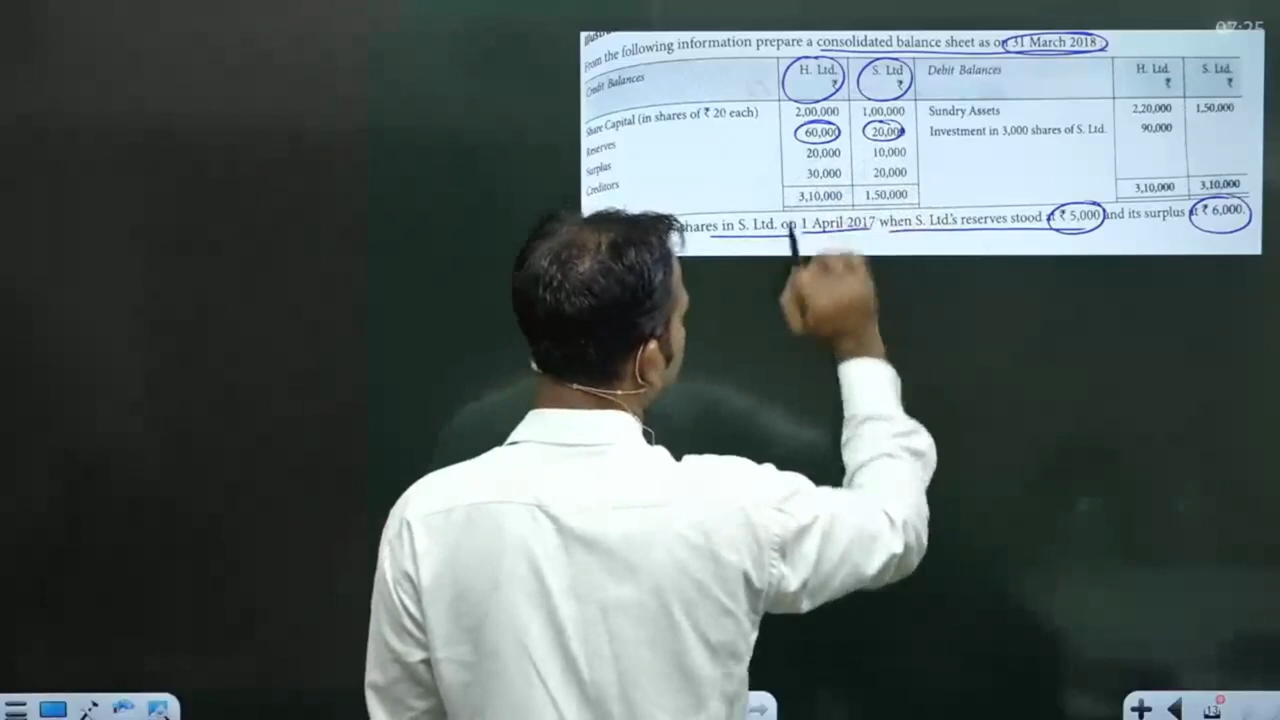 07:25
Illustra
From the following information prepare a consolidated balance sheet as on 31 March 2018 :
Credit Balances H. Ltd. ₹ S. Ltd ₹ Debit Balances H. Ltd. ₹ S. Ltd. ₹
Share Capital (in shares of ₹ 20 each) 2,00,000 1,00,000 Sundry Assets 2,20,000 1,50,000
Reserves 60,000 20,000 Investment in 3,000 shares of S. Ltd. 90,000
Surplus 20,000 10,000
Creditors 30,000 20,000
3,10,000 1,50,000 3,10,000 3,10,000
shares in S. Ltd. on 1 April 2017 when S. Ltd.'s reserves stood at ₹ 5,000 and its surplus at ₹ 6,000.
13